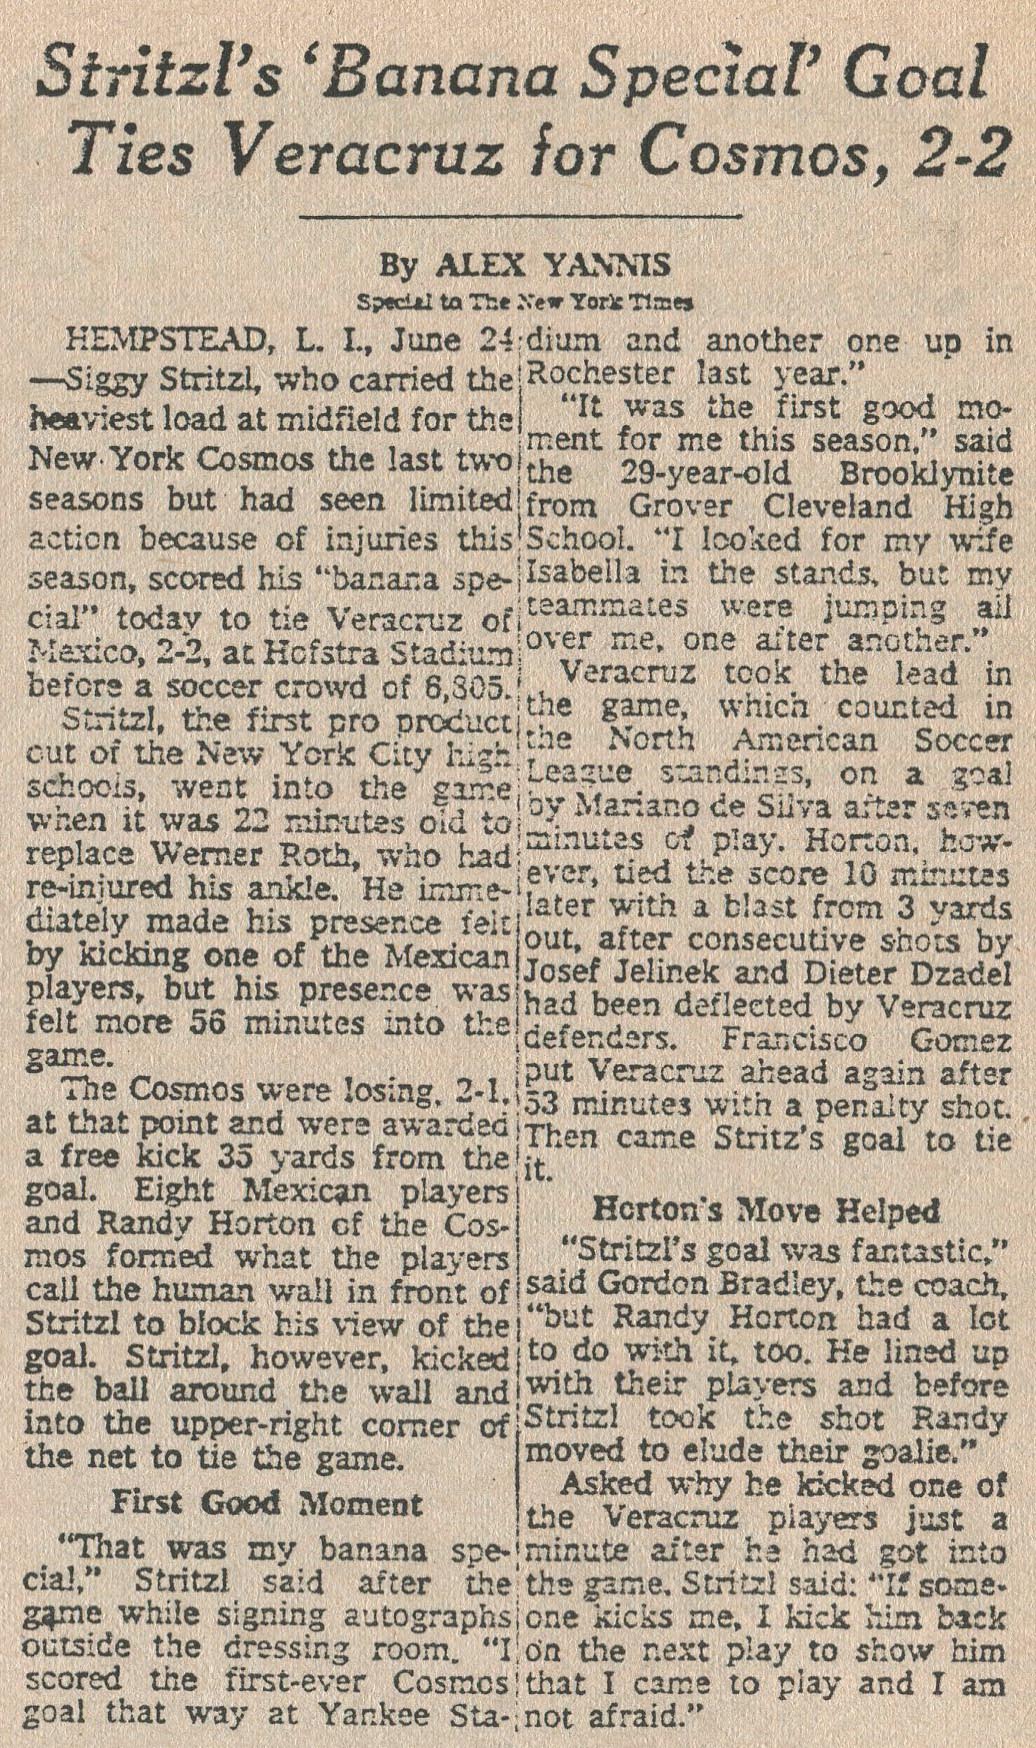 Stritzl's 'Banana Special' Goal
Ties Veracruz for Cosmos, 2-2
By ALEX YANNIS
Special to The New York Times
HEMPSTEAD, L. I., June 24
—Siggy Stritzl, who carried the
heaviest load at midfield for the
New York Cosmos the last two
seasons but had seen limited
action because of injuries this
season, scored his "banana spe-
cial" today to tie Veracruz of
Mexico, 2-2, at Hofstra Stadium
before a soccer crowd of 6,805.
Stritzl, the first pro product
out of the New York City high
schools, went into the game
when it was 22 minutes old to
replace Werner Roth, who had
re-injured his ankle. He imme-
diately made his presence felt
by kicking one of the Mexican
players, but his presence was
felt more 56 minutes into the
game.
The Cosmos were losing, 2-1,
at that point and were awarded
a free kick 35 yards from the
goal. Eight Mexican players
and Randy Horton of the Cos-
mos formed what the players
call the human wall in front of
Stritzl to block his view of the
goal. Stritzl, however, kicked
the ball around the wall and
into the upper-right corner of
the net to tie the game.
First Good Moment
"That was my banana spe-
cial," Stritzl said after the
game while signing autographs
outside the dressing room. "I
scored the first-ever Cosmos
goal that way at Yankee Sta-
dium and another one up in
Rochester last year."
"It was the first good mo-
ment for me this season," said
the 29-year-old Brooklynite
from Grover Cleveland High
School. "I looked for my wife
Isabella in the stands, but my
teammates were jumping all
over me, one after another."
Veracruz took the lead in
the game, which counted in
the North American Soccer
League standings, on a goal
by Mariano de Silva after seven
minutes of play. Horton, how-
ever, tied the score 10 minutes
later with a blast from 3 yards
out, after consecutive shots by
Josef Jelinek and Dieter Dzadel
had been deflected by Veracruz
defenders. Francisco Gomez
put Veracruz ahead again after
53 minutes with a penalty shot.
Then came Stritz's goal to tie
it.
Horton's Move Helped
"Stritzl's goal was fantastic,"
said Gordon Bradley, the coach,
"but Randy Horton had a lot
to do with it, too. He lined up
with their players and before
Stritzl took the shot Randy
moved to elude their goalie."
Asked why he kicked one of
the Veracruz players just a
minute after he had got into
the game, Stritzl said: "If some-
one kicks me, I kick him back
on the next play to show him
that I came to play and I am
not afraid."